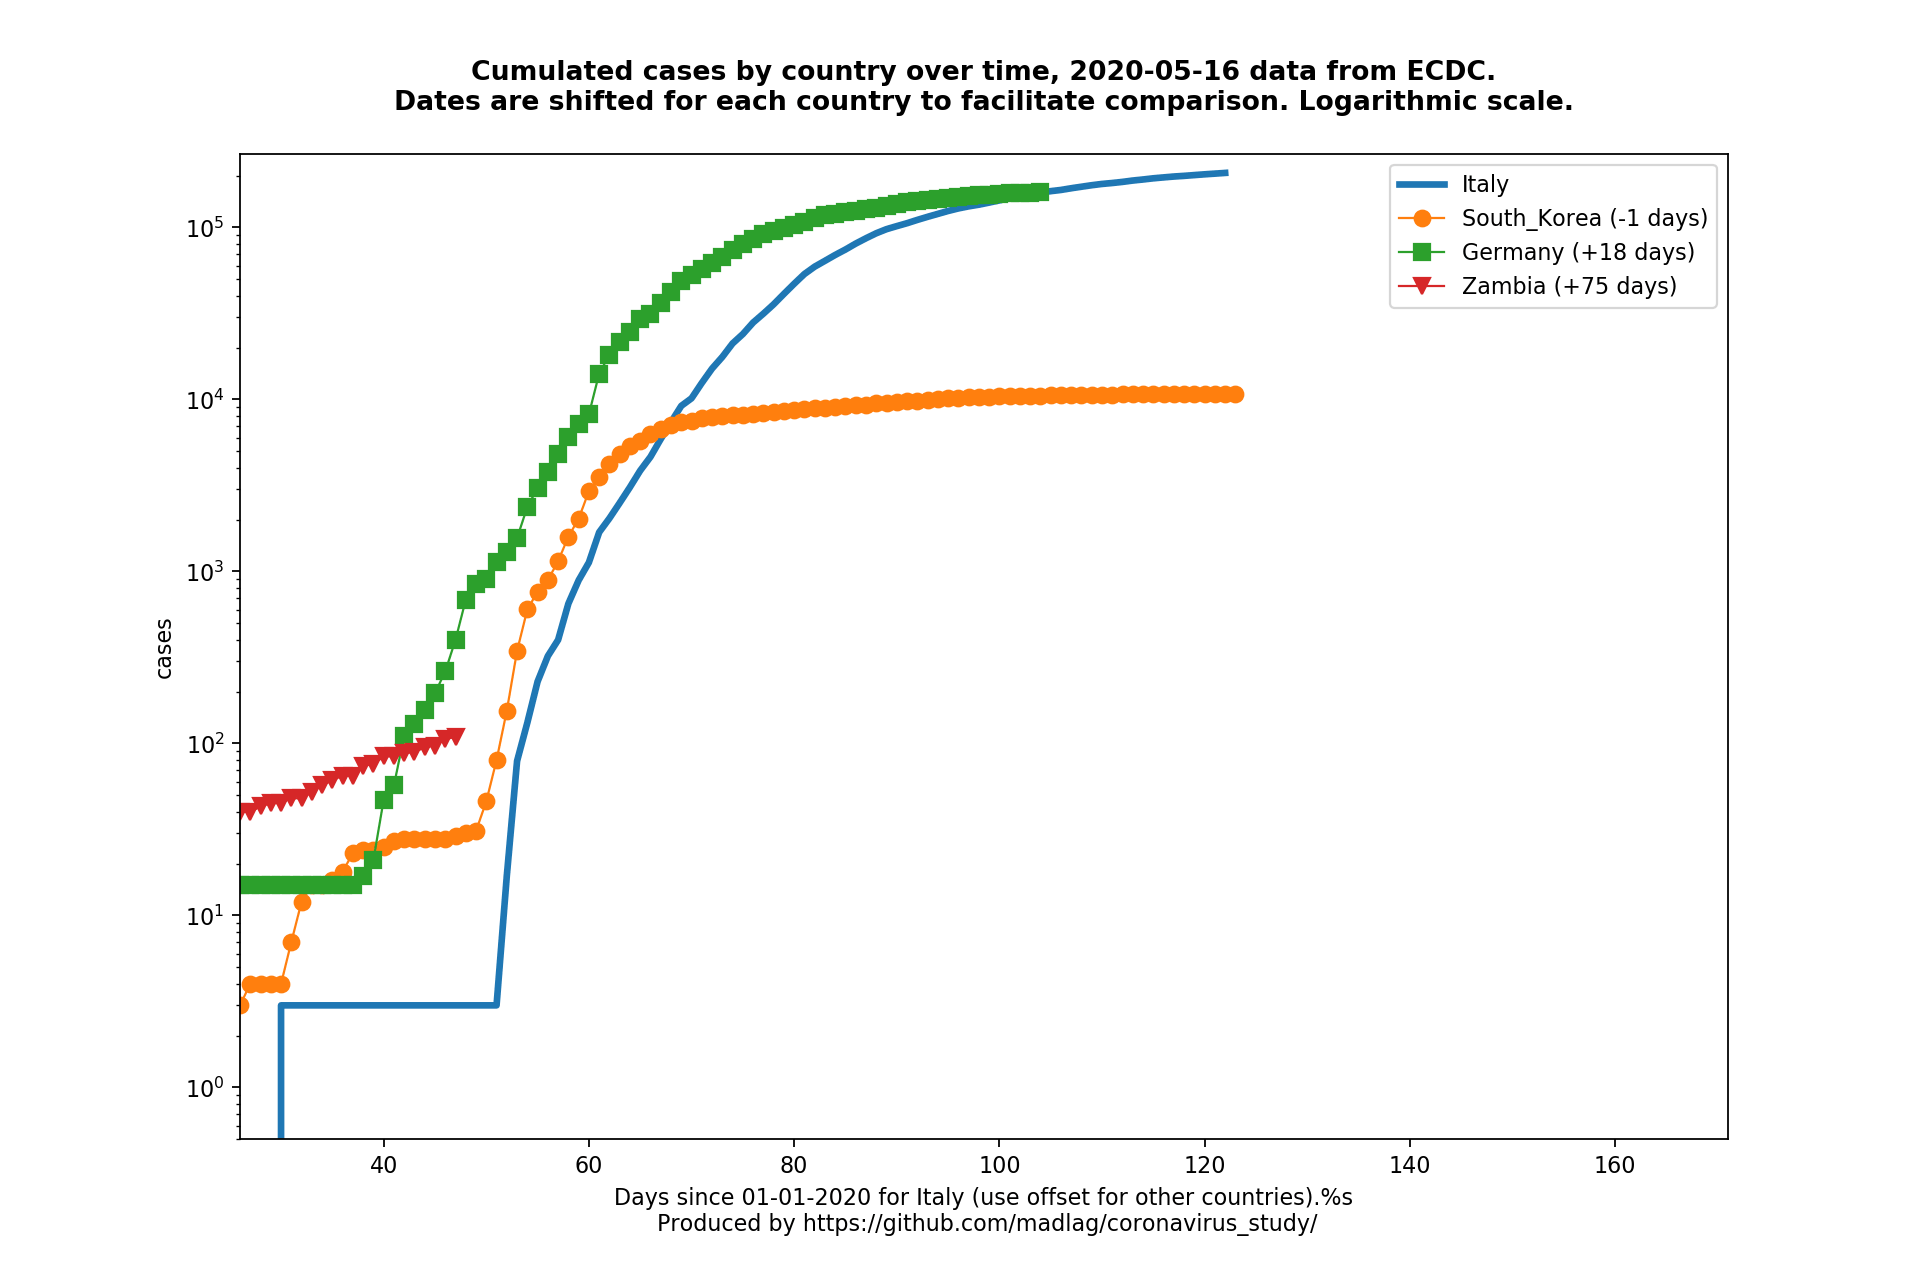 Cumulated cases by country over time, 2020-05-16 data from ECDC.
Dates are shifted for each country to facilitate comparison. Logarithmic scale.
Italy
South_Korea (-1 days)
Germany (+18 days)
Zambia (+75 days)
cases
10^5
10^4
10^3
10^2
10^1
10^0
40 60 80 100 120 140 160
Days since 01-01-2020 for Italy (use offset for other countries).%s
Produced by https://github.com/madlag/coronavirus_study/